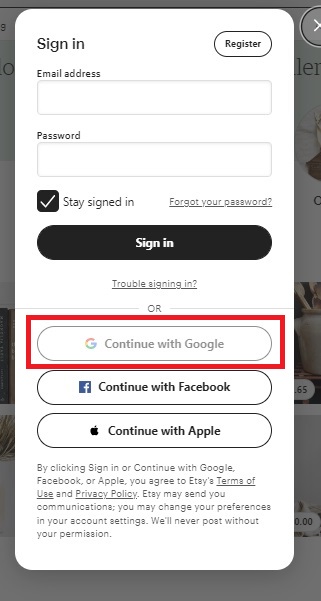 Sign in
Register
Email address
Password
Stay signed in
Forgot your password?
Sign in
Trouble signing in?
OR
Continue with Google
Continue with Facebook
Continue with Apple
By clicking Sign in or Continue with Google,
Facebook, or Apple, you agree to Etsy's Terms of
Use and Privacy Policy. Etsy may send you
communications; you may change your preferences
in your account settings. We'll never post without
your permission.